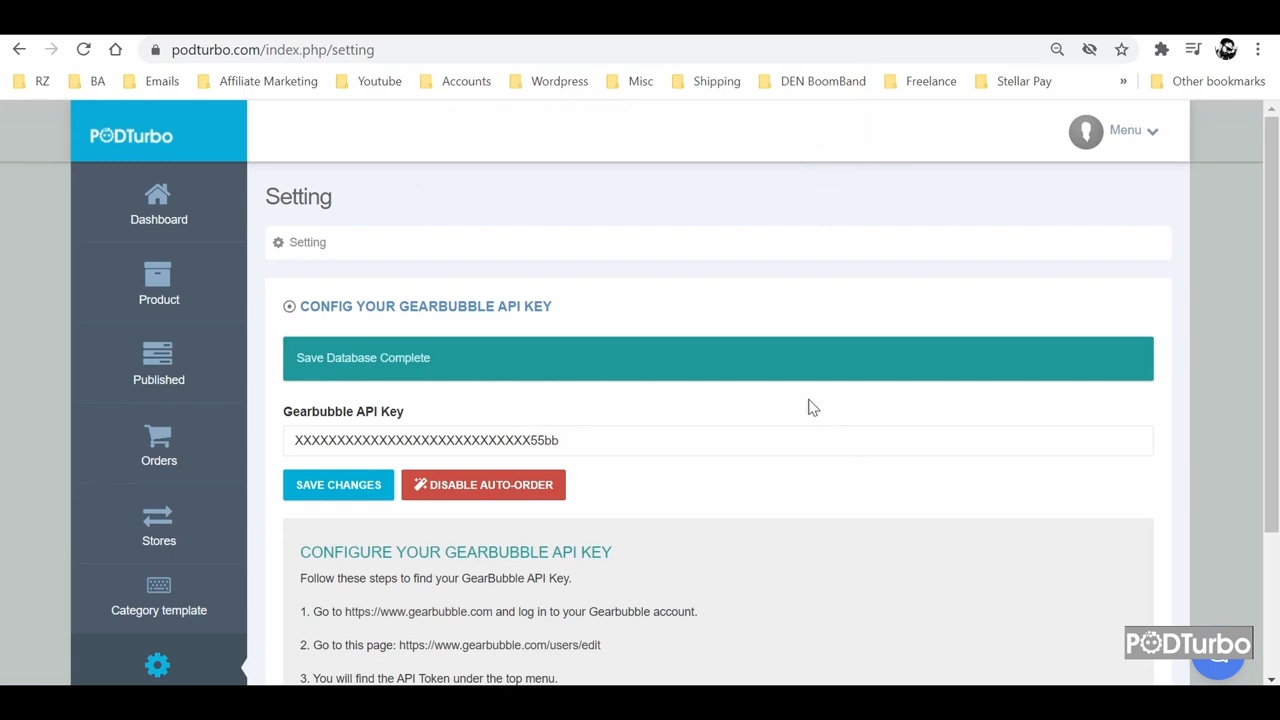 podturbo.com/index.php/setting
RZ BA Emails Affiliate Marketing Youtube Accounts Wordpress Misc Shipping DEN BoomBand Freelance Stellar Pay » Other bookmarks
PODTurbo
Menu
Dashboard
Product
Published
Orders
Stores
Category template
Setting
Setting
CONFIG YOUR GEARBUBBLE API KEY
Save Database Complete
Gearbubble API Key
XXXXXXXXXXXXXXXXXXXXXXXXXXXX55bb
SAVE CHANGES DISABLE AUTO-ORDER
CONFIGURE YOUR GEARBUBBLE API KEY
Follow these steps to find your GearBubble API Key.
1. Go to https://www.gearbubble.com and log in to your Gearbubble account.
2. Go to this page: https://www.gearbubble.com/users/edit
3. You will find the API Token under the top menu.
PODTurbo